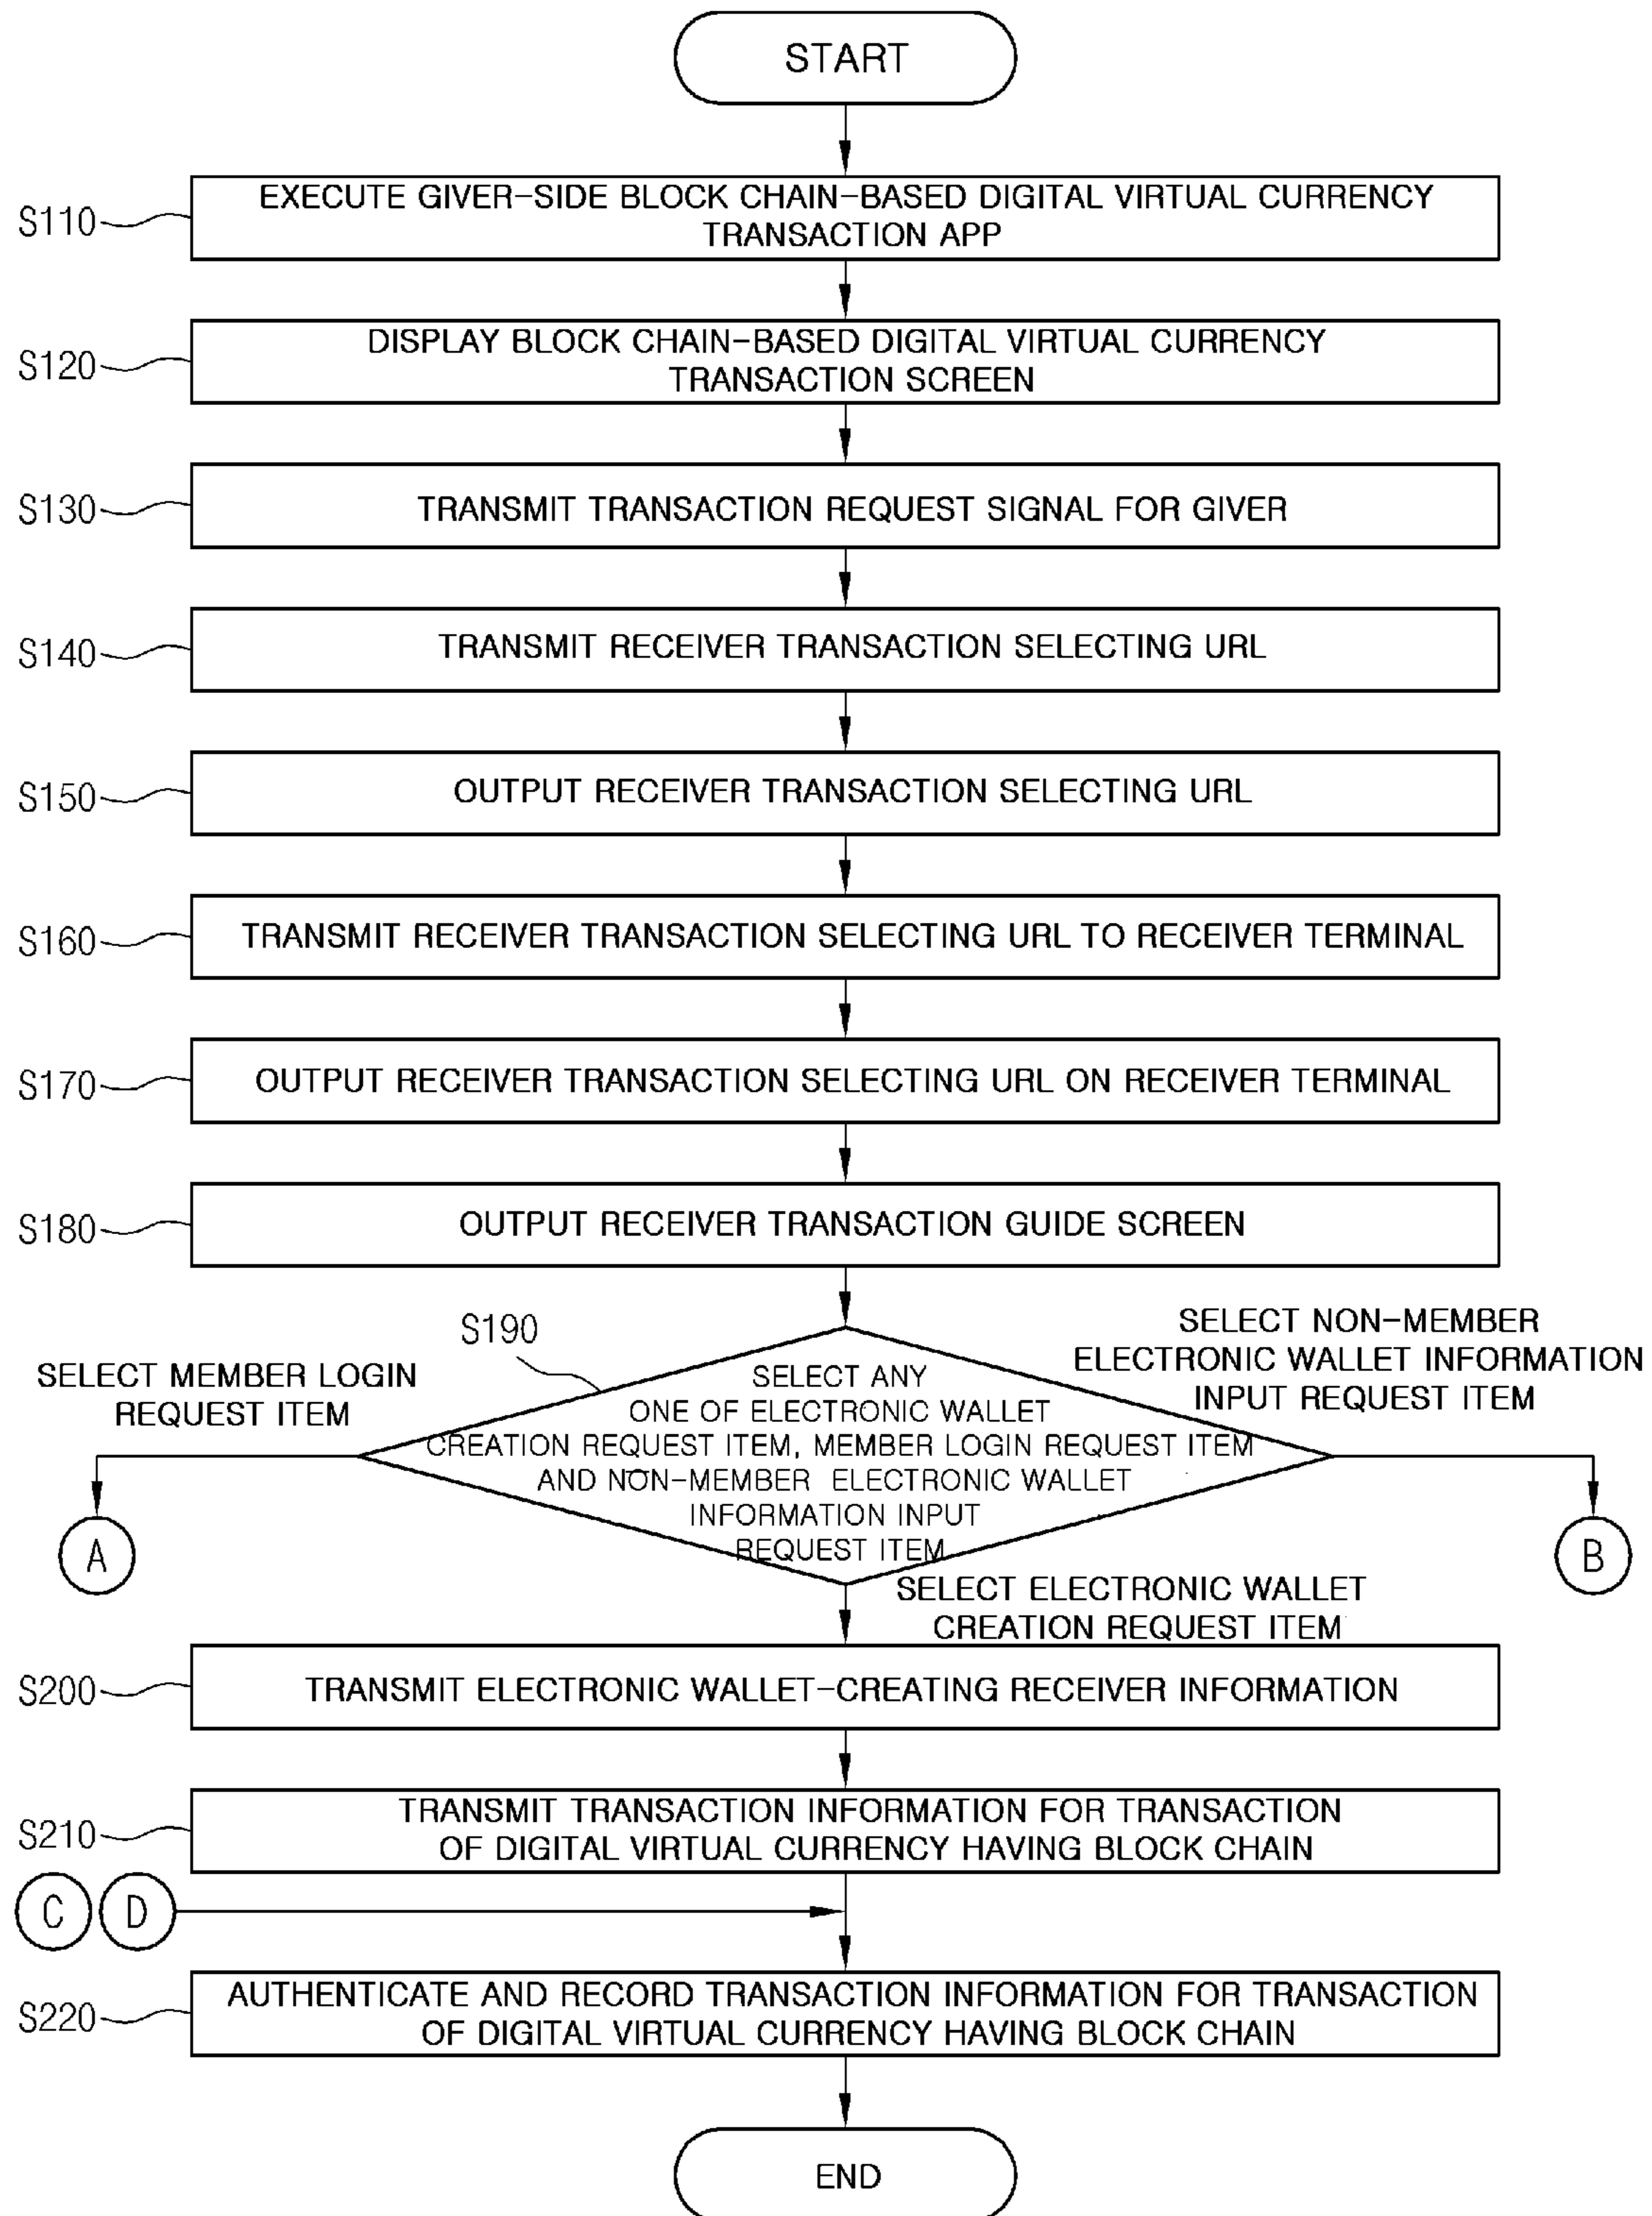 START
S110
EXECUTE GIVER-SIDE BLOCK CHAIN-BASED DIGITAL VIRTUAL CURRENCY
TRANSACTION APP
S120
DISPLAY BLOCK CHAIN-BASED DIGITAL VIRTUAL CURRENCY
TRANSACTION SCREEN
S130
TRANSMIT TRANSACTION REQUEST SIGNAL FOR GIVER
S140
TRANSMIT RECEIVER TRANSACTION SELECTING URL
S150
OUTPUT RECEIVER TRANSACTION SELECTING URL
S160
TRANSMIT RECEIVER TRANSACTION SELECTING URL TO RECEIVER TERMINAL
S170
OUTPUT RECEIVER TRANSACTION SELECTING URL ON RECEIVER TERMINAL
S180
OUTPUT RECEIVER TRANSACTION GUIDE SCREEN
S190
SELECT ANY
ONE OF ELECTRONIC WALLET
CREATION REQUEST ITEM, MEMBER LOGIN REQUEST ITEM
AND NON-MEMBER ELECTRONIC WALLET
INFORMATION INPUT
REQUEST ITEM
SELECT MEMBER LOGIN
REQUEST ITEM
A
SELECT NON-MEMBER
ELECTRONIC WALLET INFORMATION
INPUT REQUEST ITEM
B
SELECT ELECTRONIC WALLET
CREATION REQUEST ITEM
S200
TRANSMIT ELECTRONIC WALLET-CREATING RECEIVER INFORMATION
S210
TRANSMIT TRANSACTION INFORMATION FOR TRANSACTION
OF DIGITAL VIRTUAL CURRENCY HAVING BLOCK CHAIN
C D
S220
AUTHENTICATE AND RECORD TRANSACTION INFORMATION FOR TRANSACTION
OF DIGITAL VIRTUAL CURRENCY HAVING BLOCK CHAIN
END